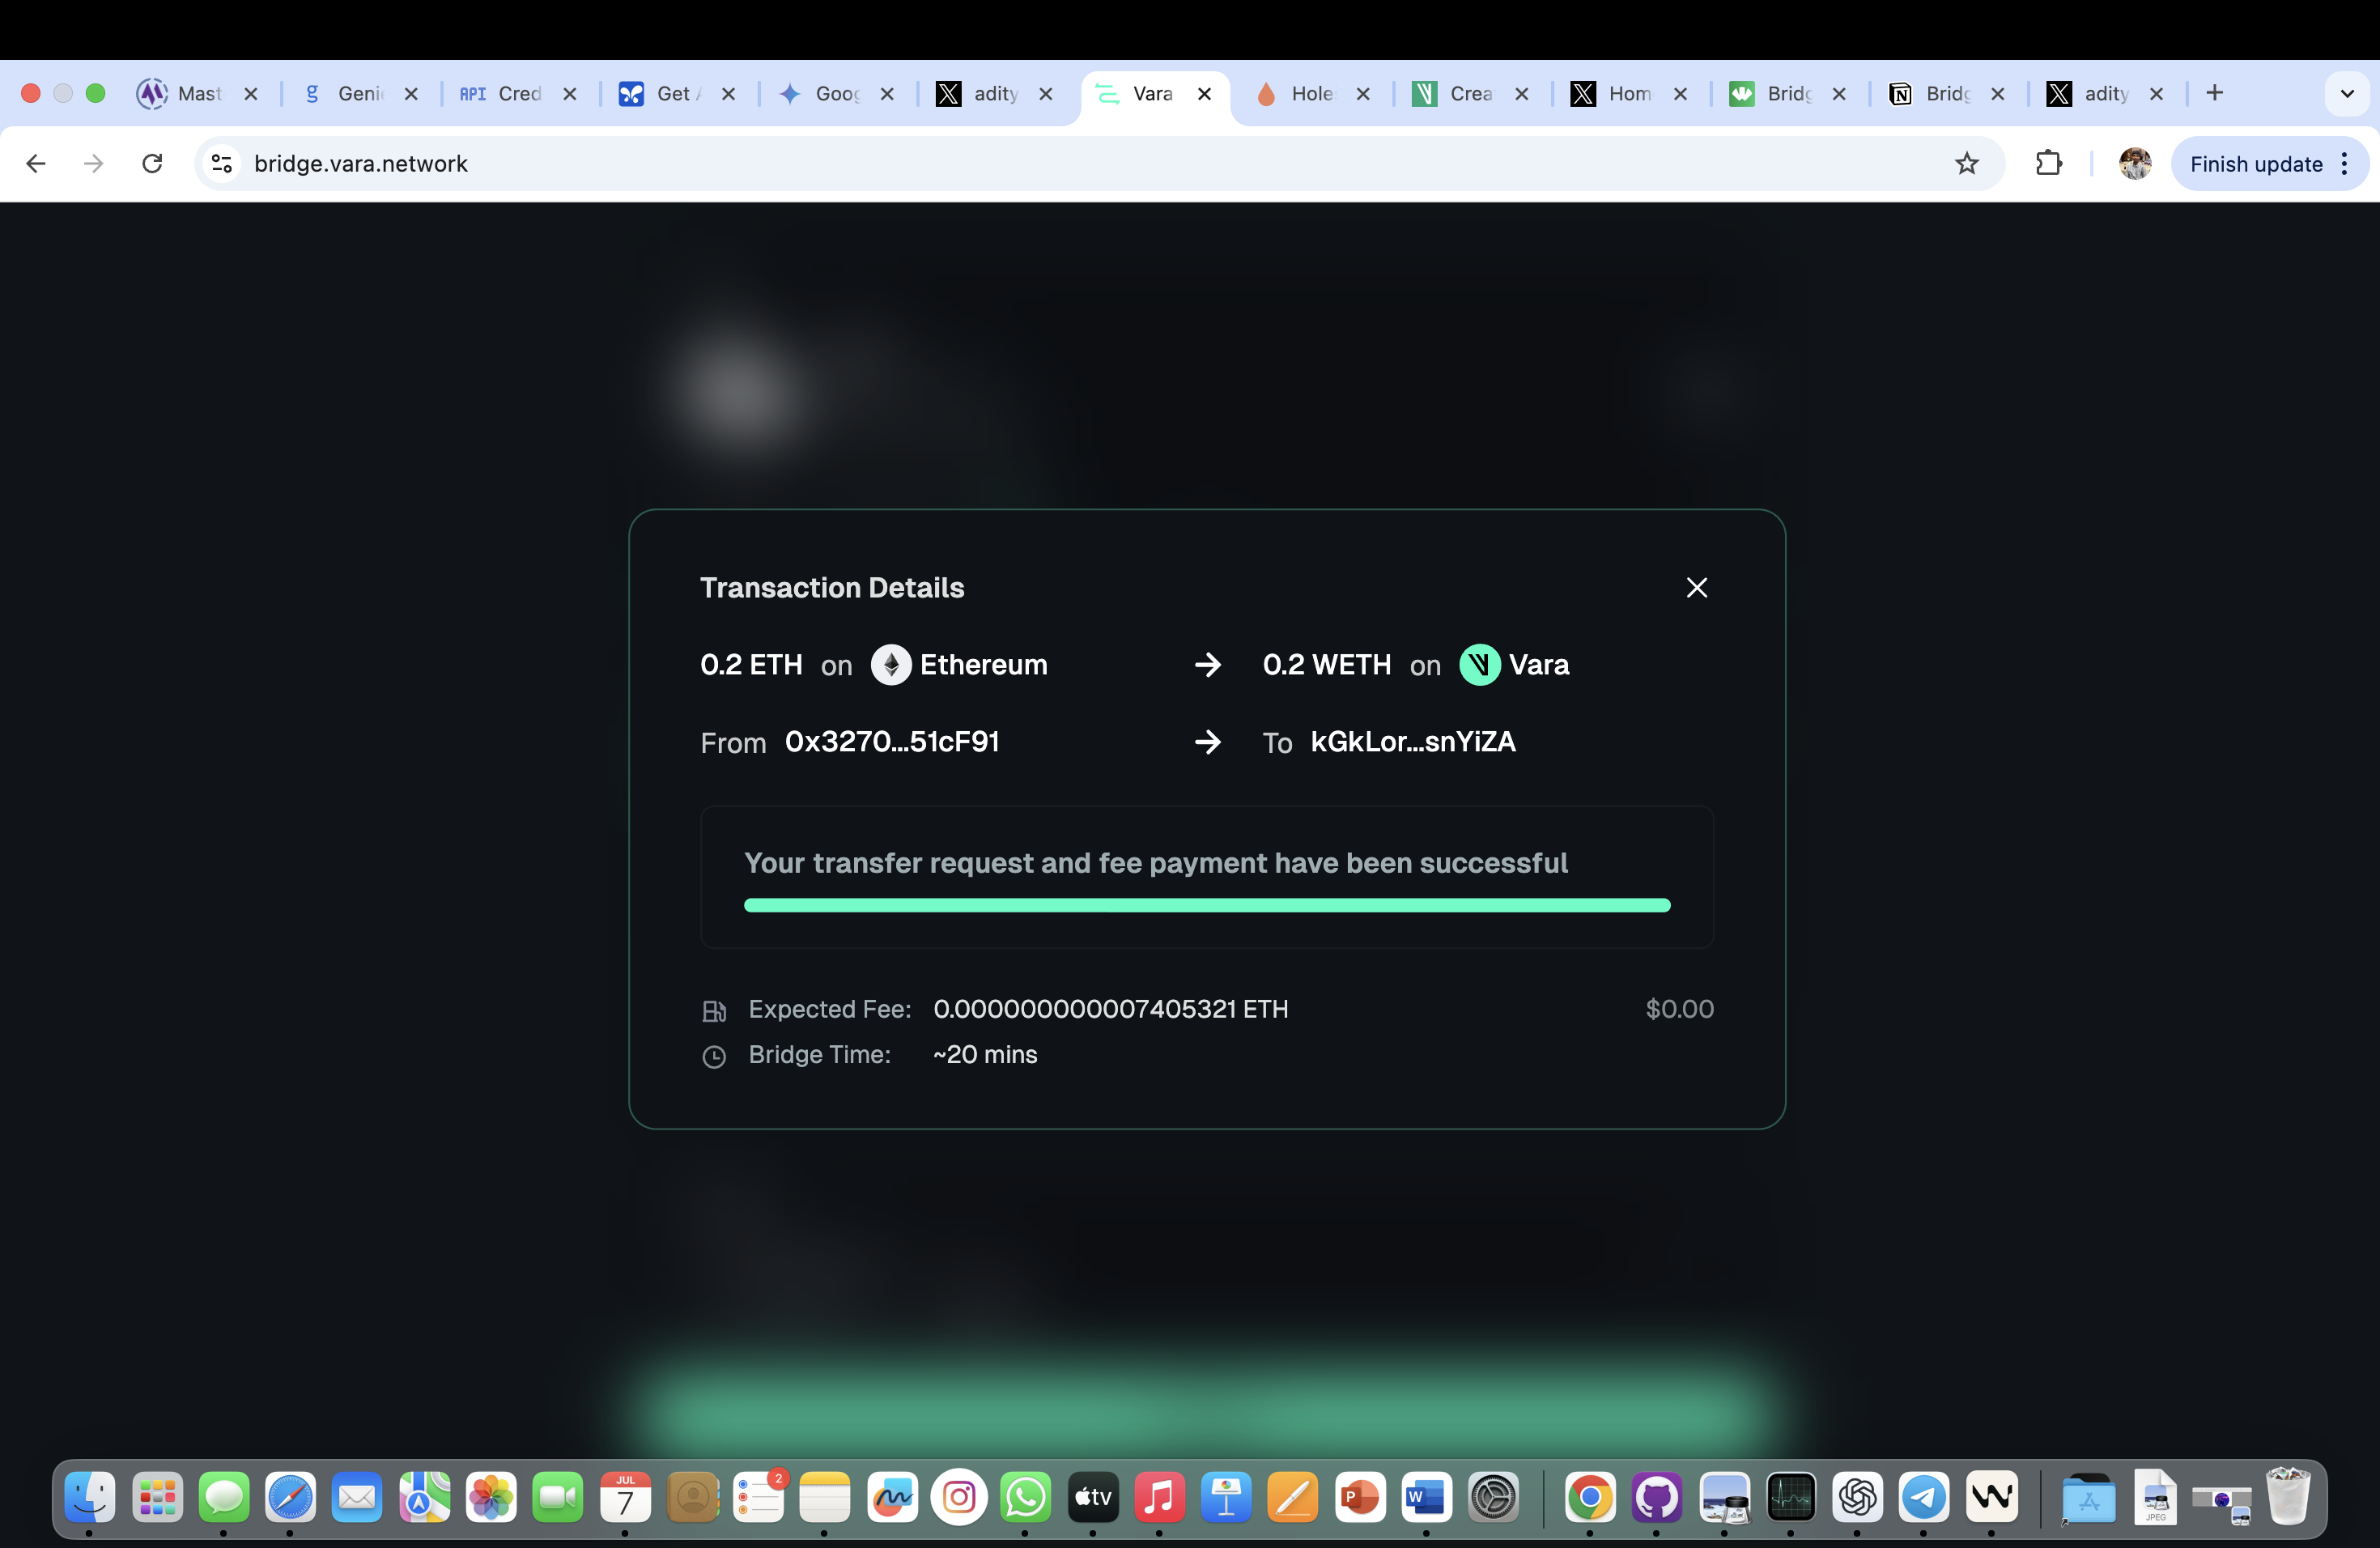 Mast
Geni
API Cred
Get A
Goog
adity
Vara
Hole
Crea
Hom
Bridg
Bridg
adity
bridge.vara.network
Finish update
Transaction Details
0.2 ETH on Ethereum → 0.2 WETH on Vara
From 0x3270...51cF91 → To kGkLor...snYiZA
Your transfer request and fee payment have been successful
Expected Fee: 0.000000000007405321 ETH $0.00
Bridge Time: ~20 mins
JUL
7
2
tv
P
W
JPEG